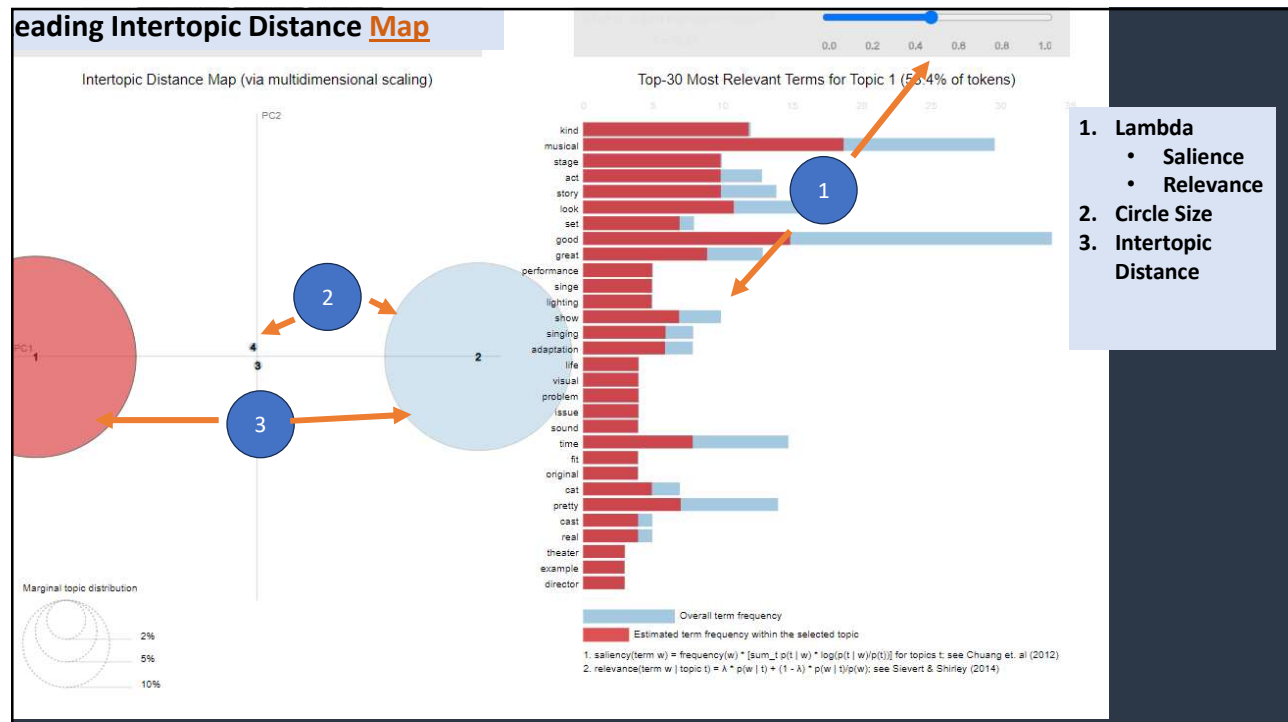 eading Intertopic Distance Map
0.0 0.2 0.4 0.6 0.8 1.0
Intertopic Distance Map (via multidimensional scaling)
PC2
PC1
1
4
3
2
2
3
Marginal topic distribution
2%
5%
10%
Top-30 Most Relevant Terms for Topic 1 (58.4% of tokens)
0 5 10 15 20 25 30 35
kind
musical
stage
act
story
look
set
good
great
performance
singe
lighting
show
singing
adaptation
life
visual
problem
issue
sound
time
fit
original
cat
pretty
cast
real
theater
example
director
1
Overall term frequency
Estimated term frequency within the selected topic
1. saliency(term w) = frequency(w) * [sum_t p(t | w) * log(p(t | w)/p(t))] for topics t; see Chuang et. al (2012)
2. relevance(term w | topic t) = λ * p(w | t) + (1 - λ) * p(w | t)/p(w); see Sievert & Shirley (2014)
1. Lambda
• Salience
• Relevance
2. Circle Size
3. Intertopic
Distance